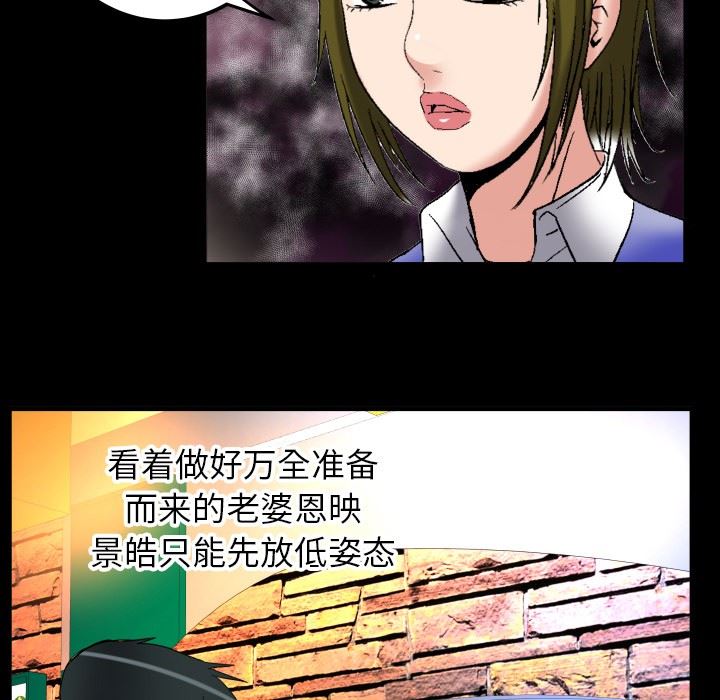 看着做好万全准备
而来的老婆恩映
景皓只能先放低姿态